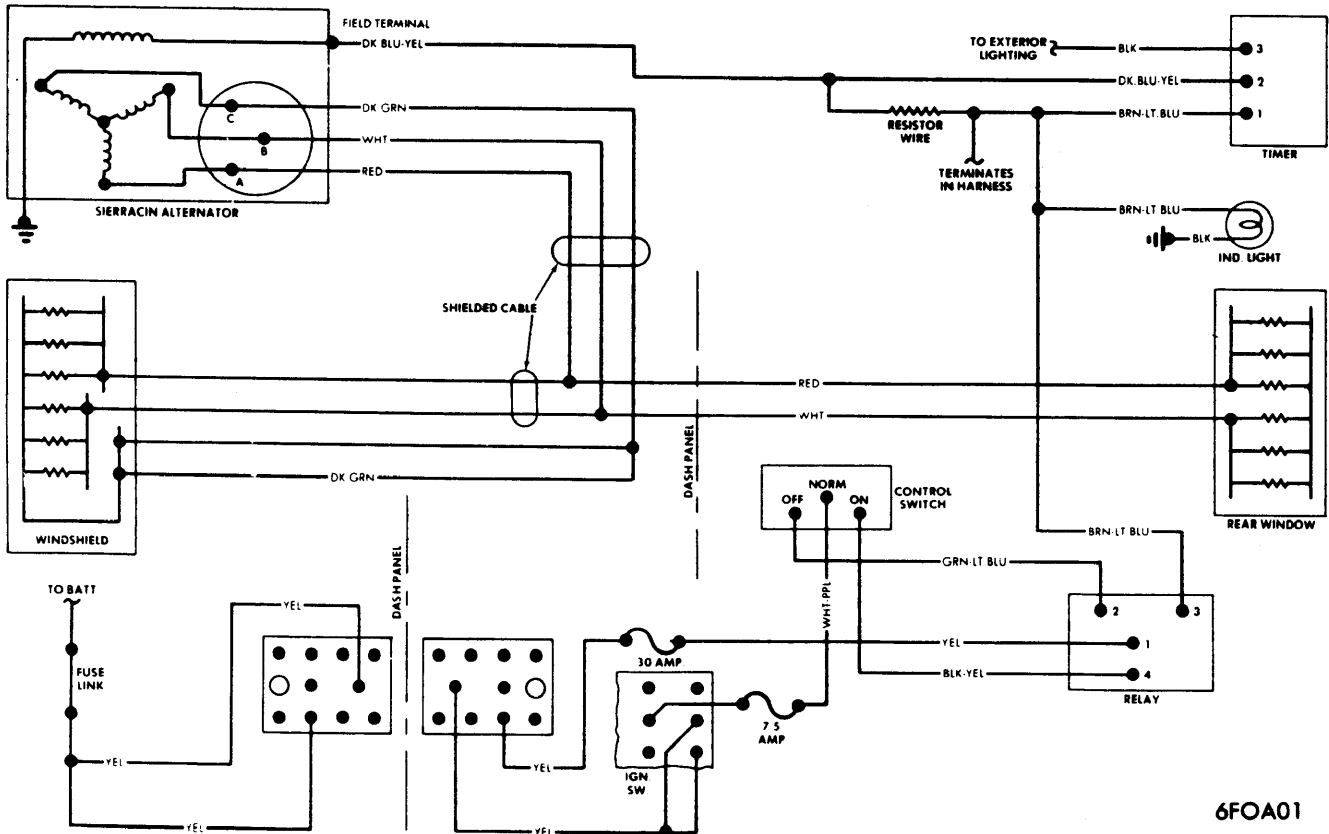 FIELD TERMINAL
DK BLU-YEL
TO EXTERIOR
LIGHTING
BLK
3
DK.BLU-YEL
2
BRN-LT.BLU
1
RESISTOR
WIRE
TERMINATES
IN HARNESS
TIMER
DK GRN
C
WHT
B
RED
A
SIERRACIN ALTERNATOR
BRN-LT BLU
BLK
IND. LIGHT
SHIELDED CABLE
RED
WHT
DK GRN
DASH PANEL
WINDSHIELD
REAR WINDOW
NORM
OFF
ON
CONTROL
SWITCH
BRN-LT BLU
GRN-LT BLU
WHT-PPL
2
3
YEL
1
BLK-YEL
4
RELAY
TO BATT
YEL
DASH PANEL
FUSE
LINK
30 AMP
7.5
AMP
YEL
YEL
IGN.
SW.
YEL
YEL
6FOA01